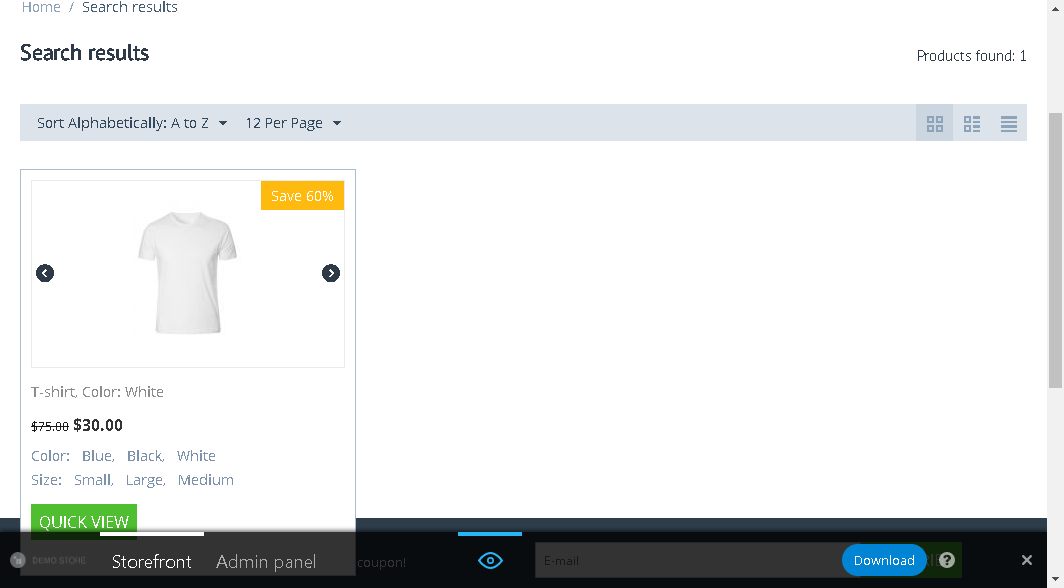 Home / Search results
Search results
Products found: 1
Sort Alphabetically: A to Z 12 Per Page
Save 60%
T-shirt, Color: White
$75.00 $30.00
Color: Blue, Black, White
Size: Small, Large, Medium
QUICK VIEW
DEMO STORE Storefront Admin panel coupon! E-mail Download ?